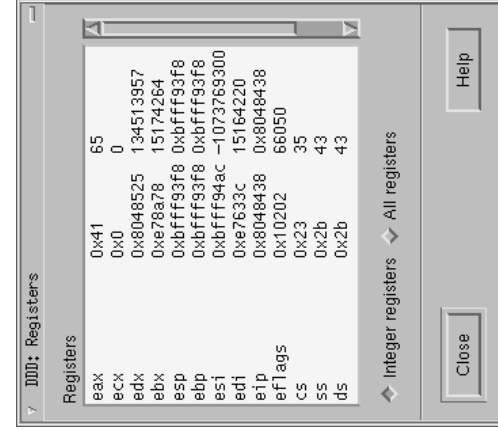 DDD: Registers
Registers
eax 0x41 65
ecx 0x0 0
edx 0x8048525 134513957
ebx 0xe78a78 15174264
esp 0xbfff93f8 0xbfff93f8
ebp 0xbfff93f8 0xbfff93f8
esi 0xbfff94ac -1073769300
edi 0xe7633c 15164220
eip 0x8048438 0x8048438
eflags 0x10202 66050
cs 0x23 35
ss 0x2b 43
ds 0x2b 43
Integer registers All registers
Close Help